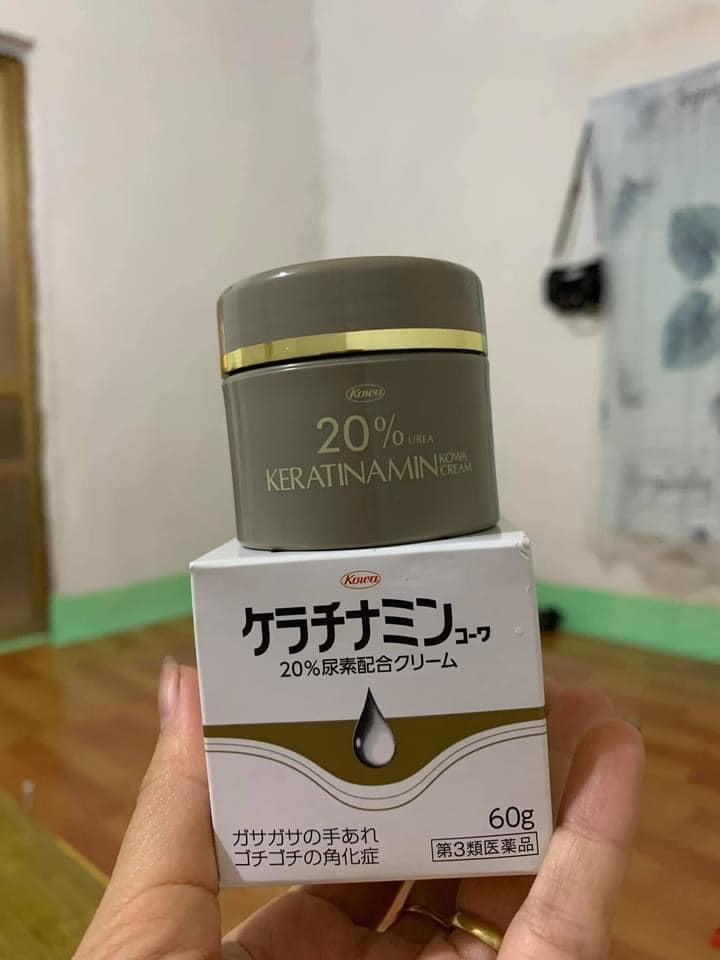 Kowa
20% UREA
KERATINAMIN KOWA CREAM
Kowa
ケラチナミンコーワ
20%尿素配合クリーム
ガサガサの手あれ
ゴチゴチの角化症
60g
第3類医薬品